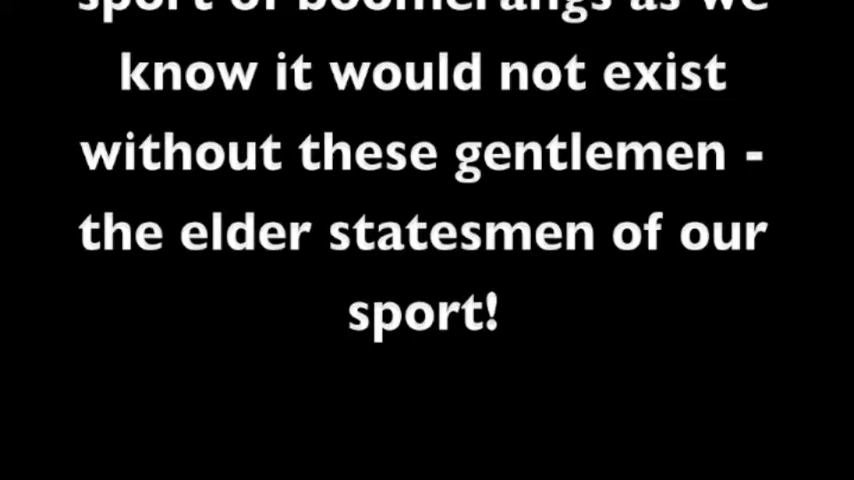 sport of boomerangs as we
know it would not exist
without these gentlemen -
the elder statesmen of our
sport!